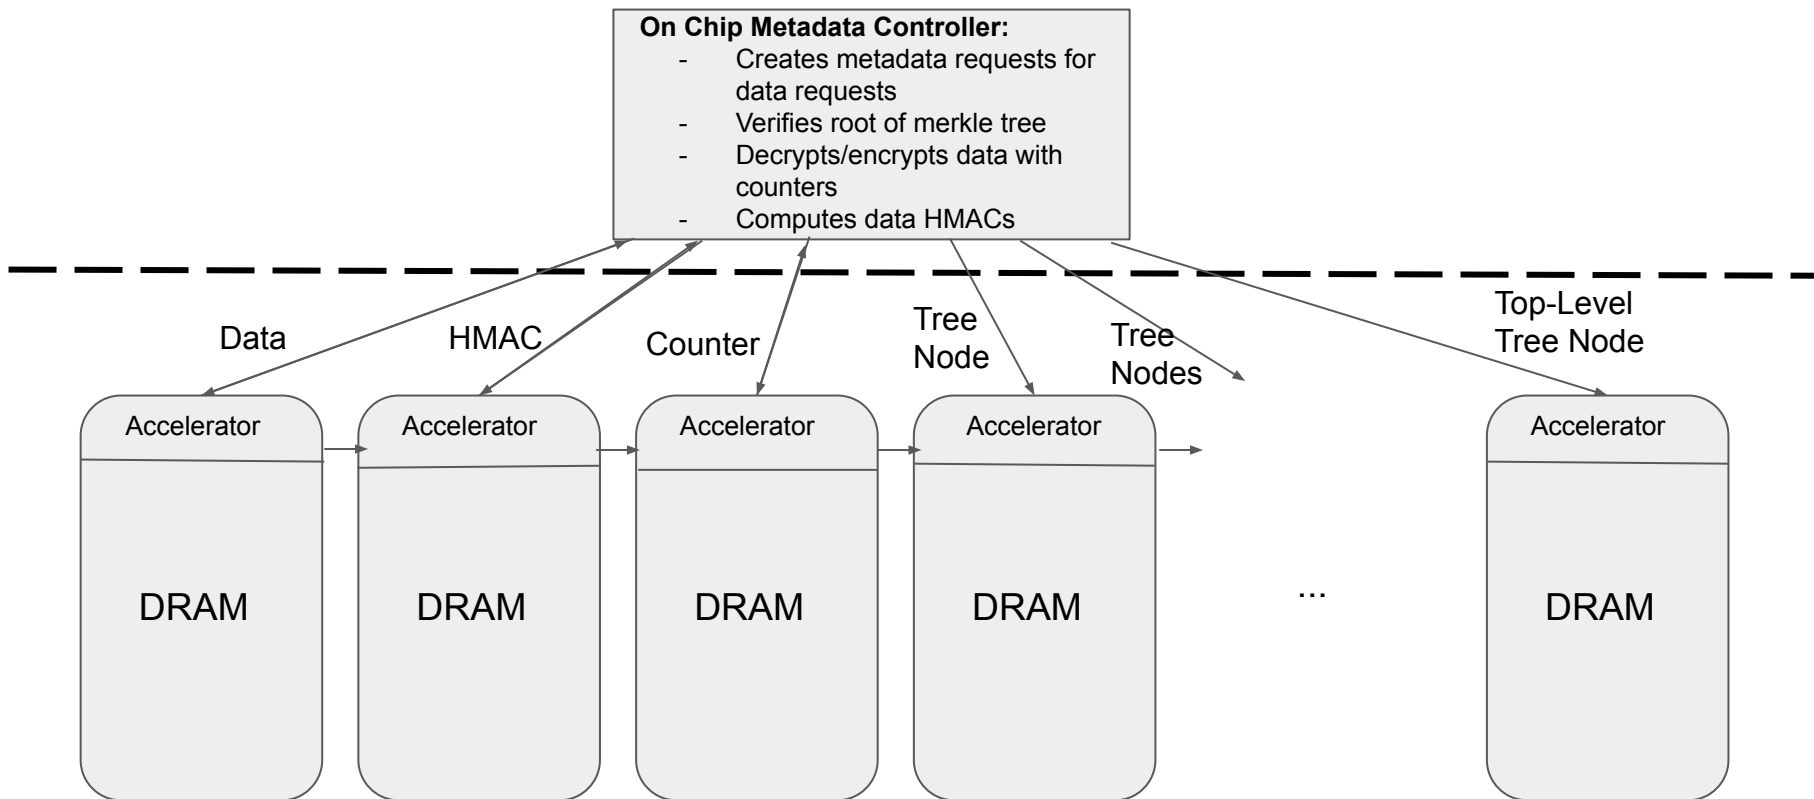 On Chip Metadata Controller:
- Creates metadata requests for
data requests
- Verifies root of merkle tree
- Decrypts/encrypts data with
counters
- Computes data HMACs
Data
HMAC
Counter
Tree
Node
Tree
Nodes
Top-Level
Tree Node
Accelerator
Accelerator
Accelerator
Accelerator
Accelerator
DRAM
DRAM
DRAM
DRAM
...
DRAM